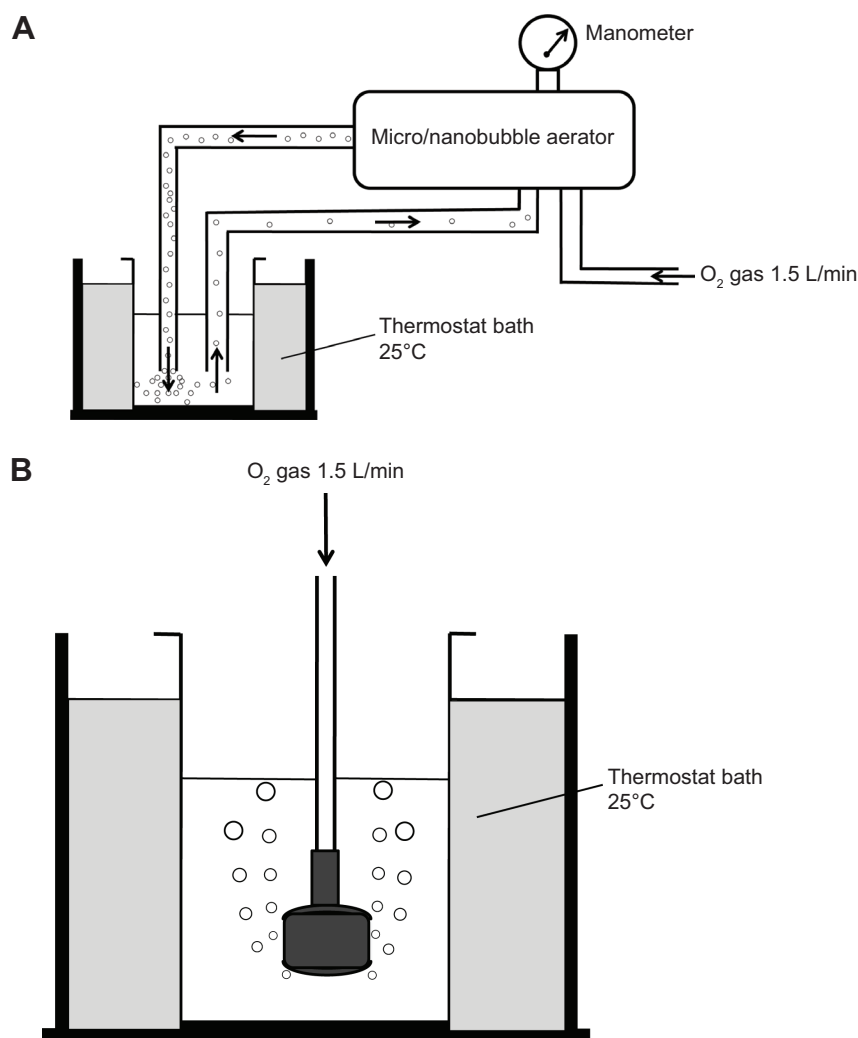 A
Manometer
Micro/nanobubble aerator
O₂ gas 1.5 L/min
Thermostat bath
25°C
B
O₂ gas 1.5 L/min
Thermostat bath
25°C